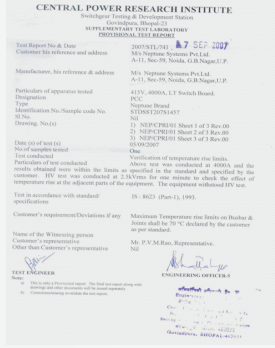 CENTRAL POWER RESEARCH INSTITUTE
Switchgear Testing & Development Station
Govindpura, Bhopal-23
SUPPLEMENTARY TEST LABORATORY
PROVISIONAL TEST REPORT
Test Report No & Date 2007/STL/743 7 SEP 2007
Customer his reference and address M/s Neptune Systems Pvt.Ltd.
A-11, Sec-59, Noida, G.B.Nagar,U.P.
Manufacturer, his reference & address M/s Neptune Systems Pvt.Ltd.
A-11, Sec-59, Noida, G.B.Nagar,U.P.
Particulars of apparatus tested 415V, 4000A, LT Switch Board.
Designation PCC
Type Neptune Brand
Identification No./Sample code No.
Sl.No Nil
Drawing. No.(s) 1) NEP/CPRI/01 Sheet 1 of 3 Rev-00
2) NEP/CPRI/01 Sheet 2 of 3 Rev-00
3) NEP/CPRI/01 Sheet 3 of 3 Rev-00
Date (s) of test (s) 05/09/2007
No of samples tested One
Test conducted Verification of temperature rise limits.
Particulars of test conducted Above test was conducted at 4000A and the
results obtained were within the limits as specified in the standard and specified by the
customer. HV test was conducted at 2.5kVrms for one minute to check the effect of
temperature rise at the adjacent parts of the equipment. The equipment withstood HV test.
Test in accordance with standard IS : 8623 (Part-1), 1993.
specifications
Customer's requirement/Deviations if any Maximum Temperature rise limits on Busbar &
Joints shall be 70 °C declared by the customer
as per standard.
Name of the Witnessing person
Customer's representative Mr. P.V.M.Rao, Representative.
Other than Customer's representative Nil
TEST ENGINEER ENGINEERING OFFICER-3
Note: